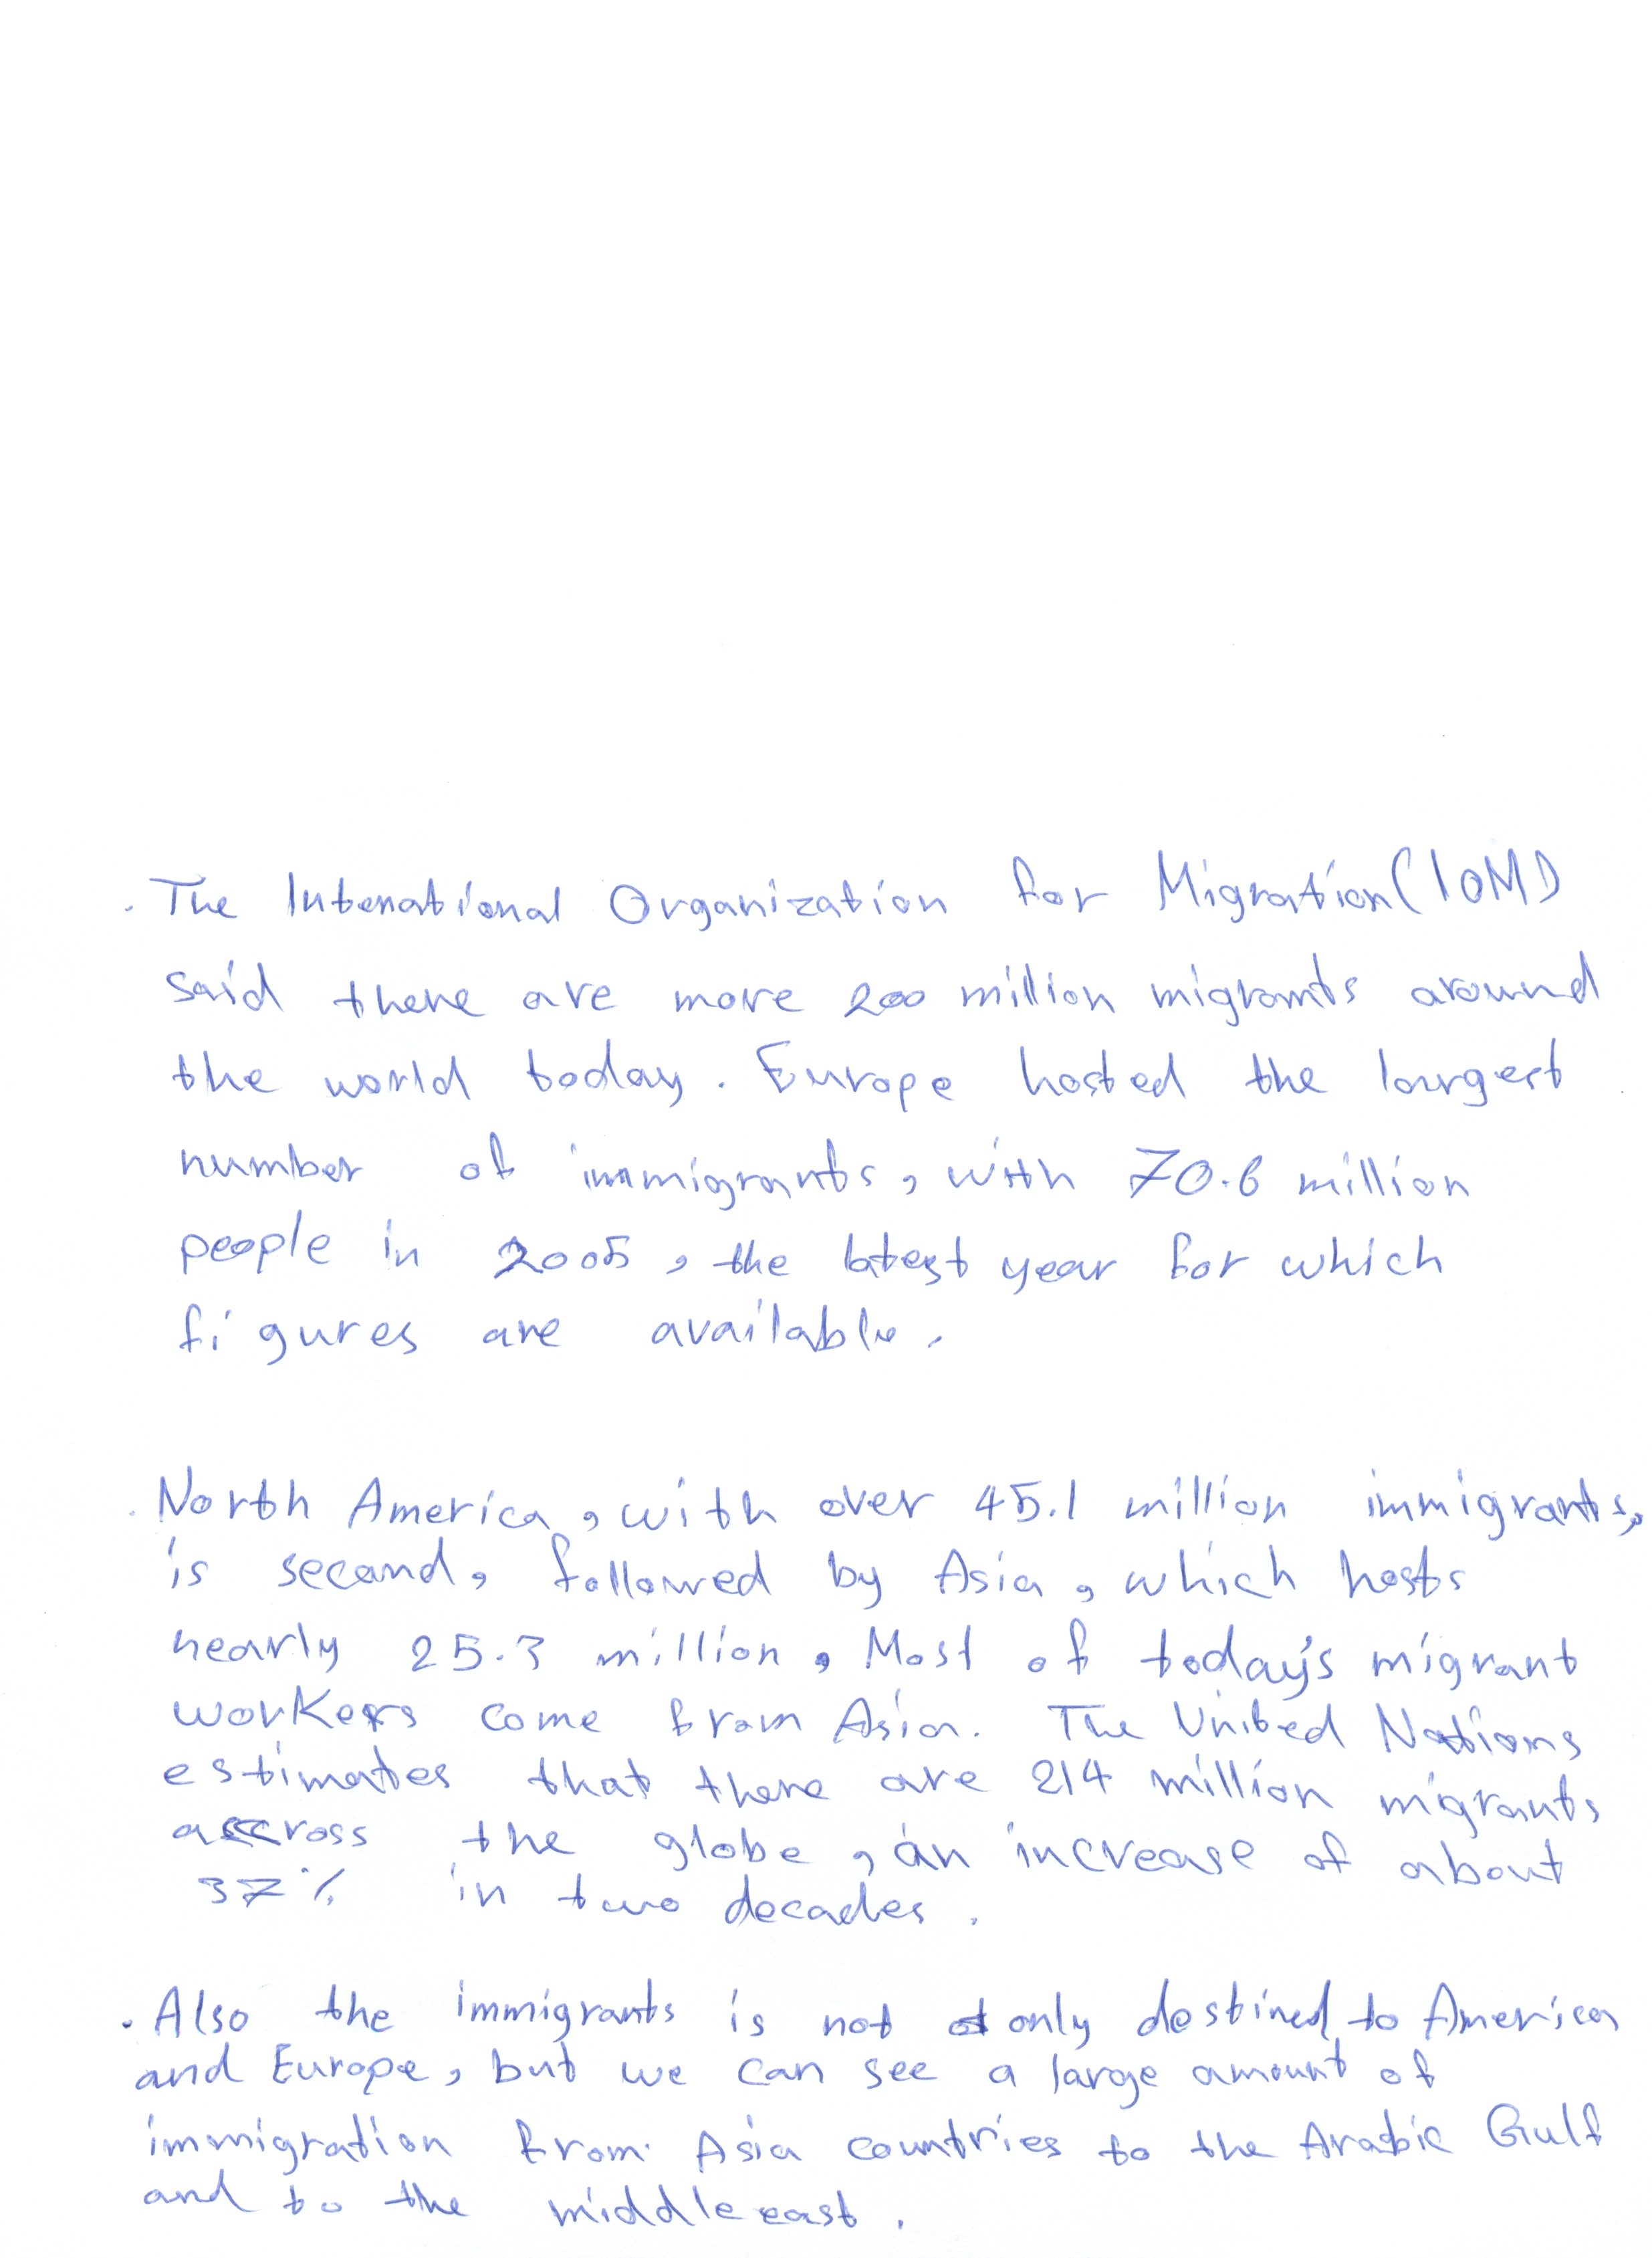 . The International Organization for Migration (IOM)
said there are more 200 million migrants around
the world today. Europe hosted the largest
number of immigrants, with 70.6 million
people in 2005, the latest year for which
figures are available.
. North America, with over 45.1 million immigrants,
is second, followed by Asia, which hosts
nearly 25.3 million, Most of today's migrant
workers come from Asia. The United Nations
estimates that there are 214 million migrants
accross the globe, an increase of about
37% in two decades.
. Also the immigrants is not only destined to America
and Europe, but we can see a large amount of
immigration from Asia countries to the Arabic Gulf
and to the middle east.